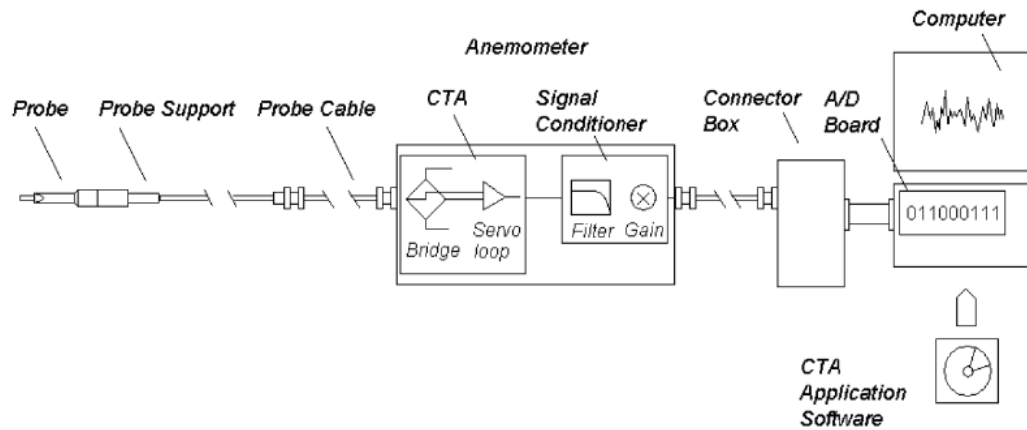 Computer
Anemometer
Probe
Probe Support
Probe Cable
CTA
Signal
Conditioner
Connector
Box
A/D
Board
011000111
Bridge
Servo
loop
Filter
Gain
CTA
Application
Software